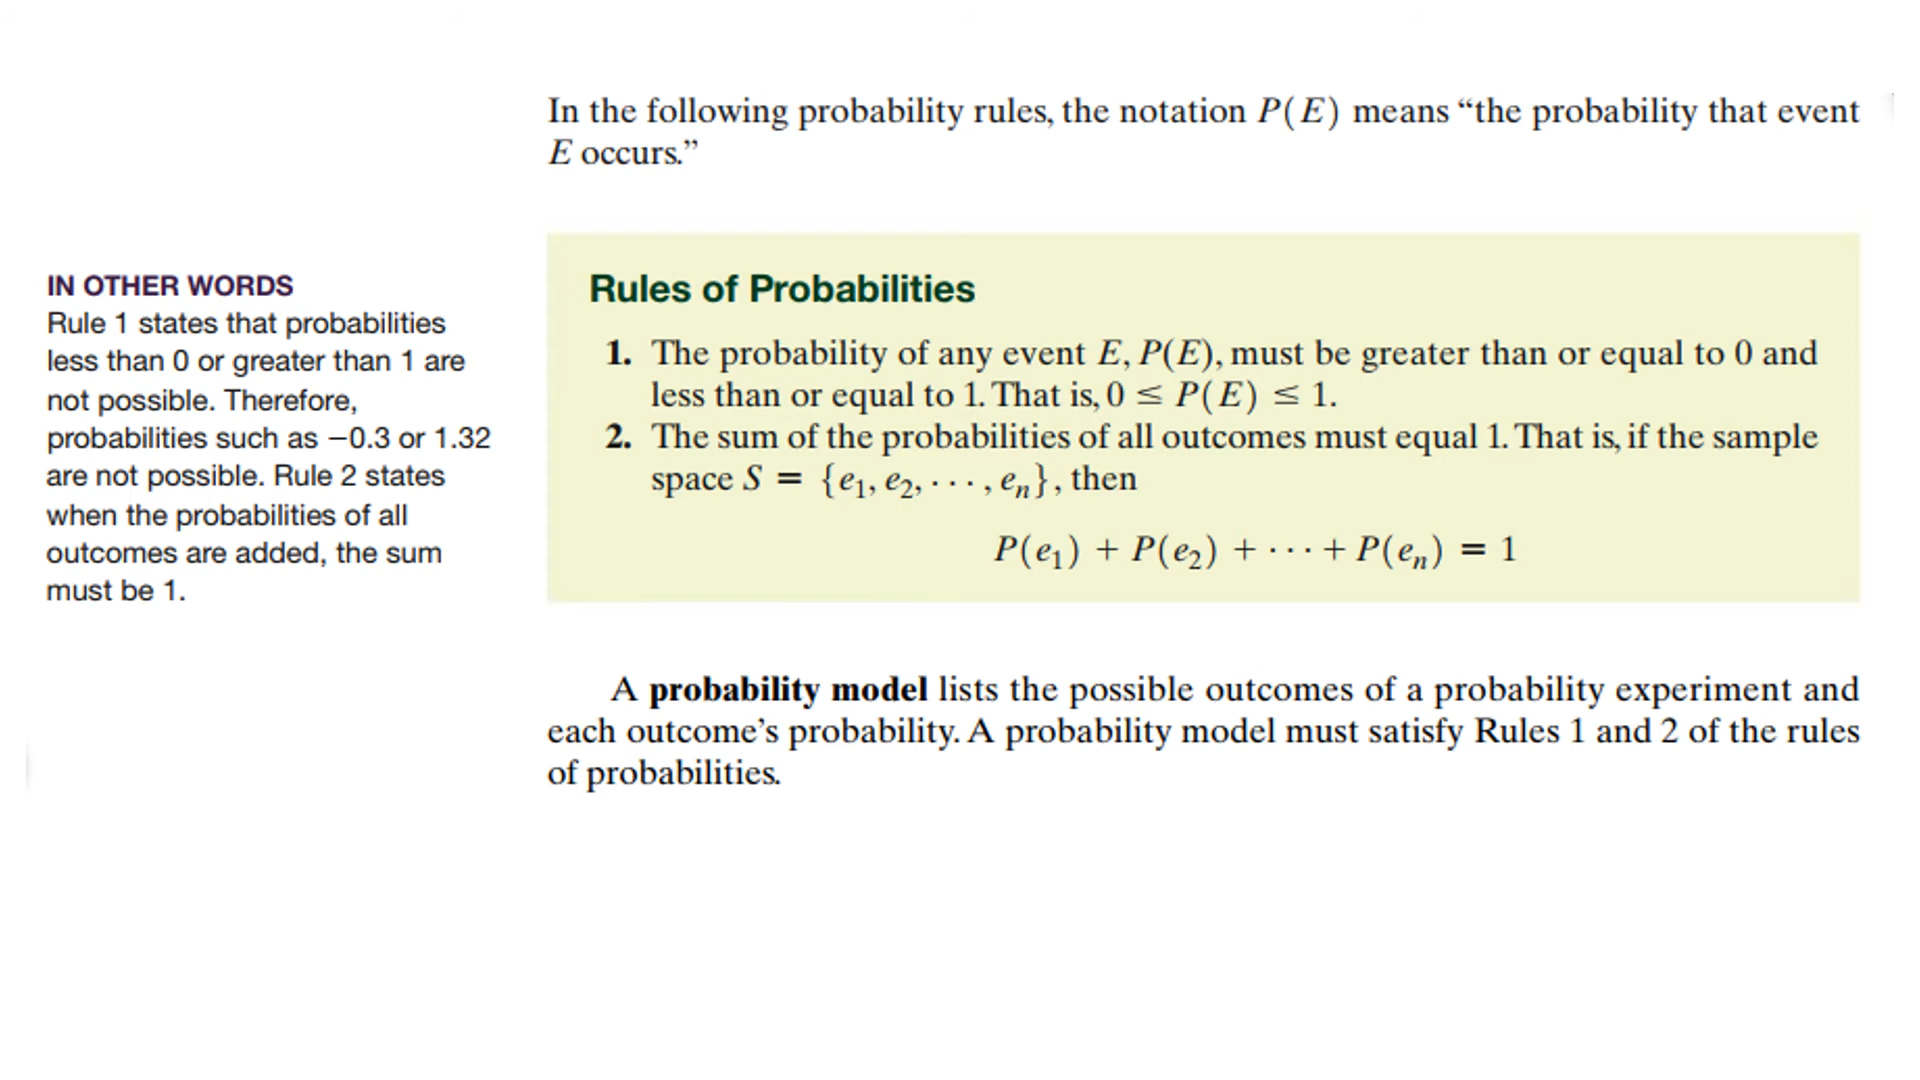 In the following probability rules, the notation P(E) means “the probability that event
E occurs.”
IN OTHER WORDS
Rule 1 states that probabilities
less than 0 or greater than 1 are
not possible. Therefore,
probabilities such as −0.3 or 1.32
are not possible. Rule 2 states
when the probabilities of all
outcomes are added, the sum
must be 1.
Rules of Probabilities
1. The probability of any event E, P(E), must be greater than or equal to 0 and
less than or equal to 1. That is, 0 ≤ P(E) ≤ 1.
2. The sum of the probabilities of all outcomes must equal 1. That is, if the sample
space S = {e₁, e₂, · · · , eₙ}, then
P(e₁) + P(e₂) + · · · + P(eₙ) = 1
A probability model lists the possible outcomes of a probability experiment and
each outcome’s probability. A probability model must satisfy Rules 1 and 2 of the rules
of probabilities.